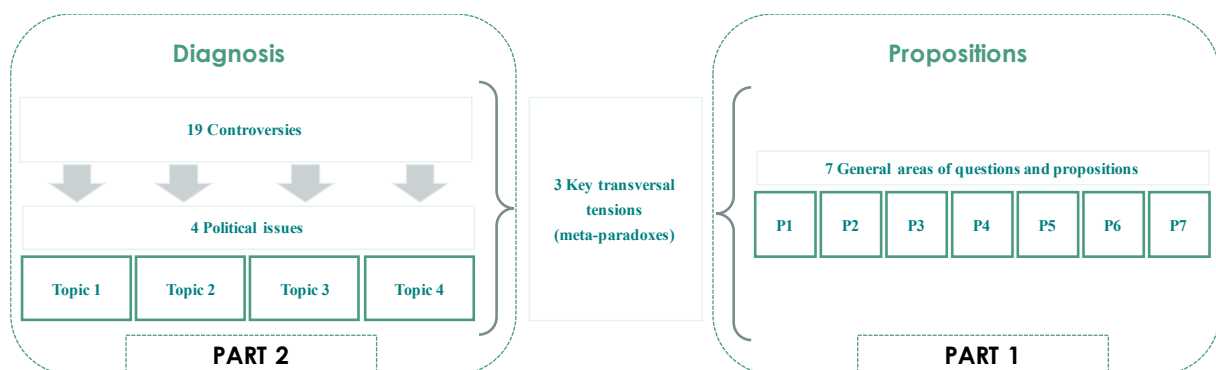 Diagnosis
19 Controversies
4 Political issues
Topic 1
Topic 2
Topic 3
Topic 4
PART 2
3 Key transversal
tensions
(meta-paradoxes)
Propositions
7 General areas of questions and propositions
P1
P2
P3
P4
P5
P6
P7
PART 1